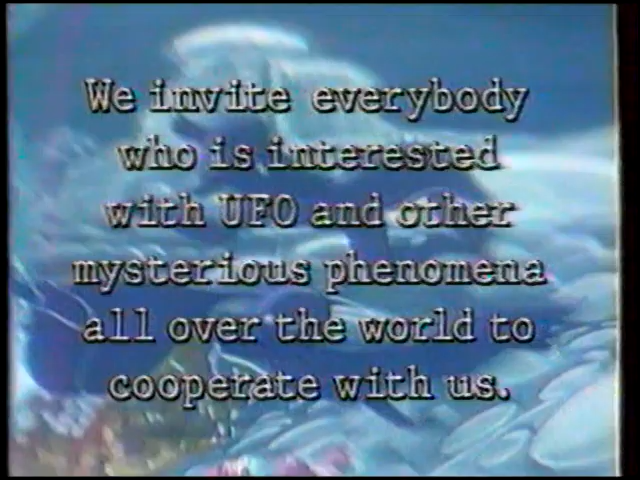 We invite everybody
who is interested
with UFO and other
mysterious phenomena
all over the world to
cooperate with us.